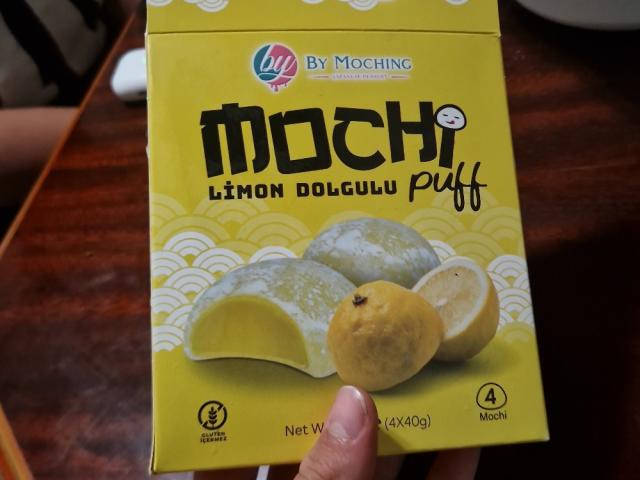 by
BY MOCHING
JAPANESE DESSERT
MOCHi
LİMON DOLGULU puff
GLUTEN
İÇERMEZ
Net (4X40g)
4
Mochi